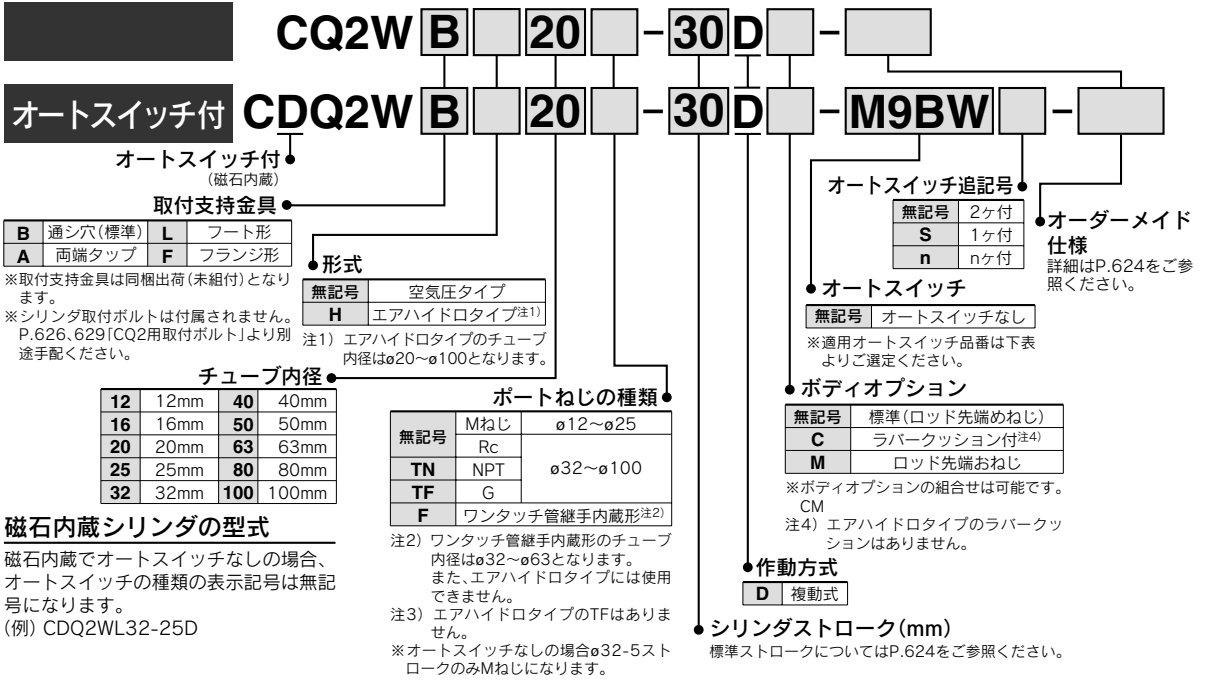 CQ2W B 20 －30 D －
オートスイッチ付 CDQ2W B 20 －30 D －M9BW －
オートスイッチ付
(磁石内蔵)
取付支持金具
B 通シ穴(標準) L フート形
A 両端タップ F フランジ形
※取付支持金具は同梱出荷(未組付)となり
ます。
※シリンダ取付ボルトは付属されません。
P.626、629「CQ2用取付ボルト」より別
途手配ください。
形式
無記号 空気圧タイプ
H エアハイドロタイプ注1)
注1) エアハイドロタイプのチューブ
内径はø20～ø100となります。
チューブ内径
12 12mm 40 40mm
16 16mm 50 50mm
20 20mm 63 63mm
25 25mm 80 80mm
32 32mm 100 100mm
磁石内蔵シリンダの型式
磁石内蔵でオートスイッチなしの場合、
オートスイッチの種類の表示記号は無記
号になります。
(例) CDQ2WL32-25D
ポートねじの種類
無記号 Mねじ ø12～ø25
Rc ø32～ø100
TN NPT
TF G
F ワンタッチ管継手内蔵形注2)
注2) ワンタッチ管継手内蔵形のチューブ
内径はø32～ø63となります。
また、エアハイドロタイプには使用
できません。
注3) エアハイドロタイプのTFはありま
せん。
※オートスイッチなしの場合ø32-5スト
ロークのみMねじになります。
オートスイッチ追記号
無記号 2ヶ付
S 1ヶ付
n nヶ付
オーダーメイド
仕様
詳細はP.624をご参
照ください。
オートスイッチ
無記号 オートスイッチなし
※適用オートスイッチ品番は下表
よりご選定ください。
ボディオプション
無記号 標準(ロッド先端めねじ)
C ラバークッション付注4)
M ロッド先端おねじ
※ボディオプションの組合せは可能です。
CM
注4) エアハイドロタイプのラバークッ
ションはありません。
作動方式
D 複動式
シリンダストローク(mm)
標準ストロークについてはP.624をご参照ください。